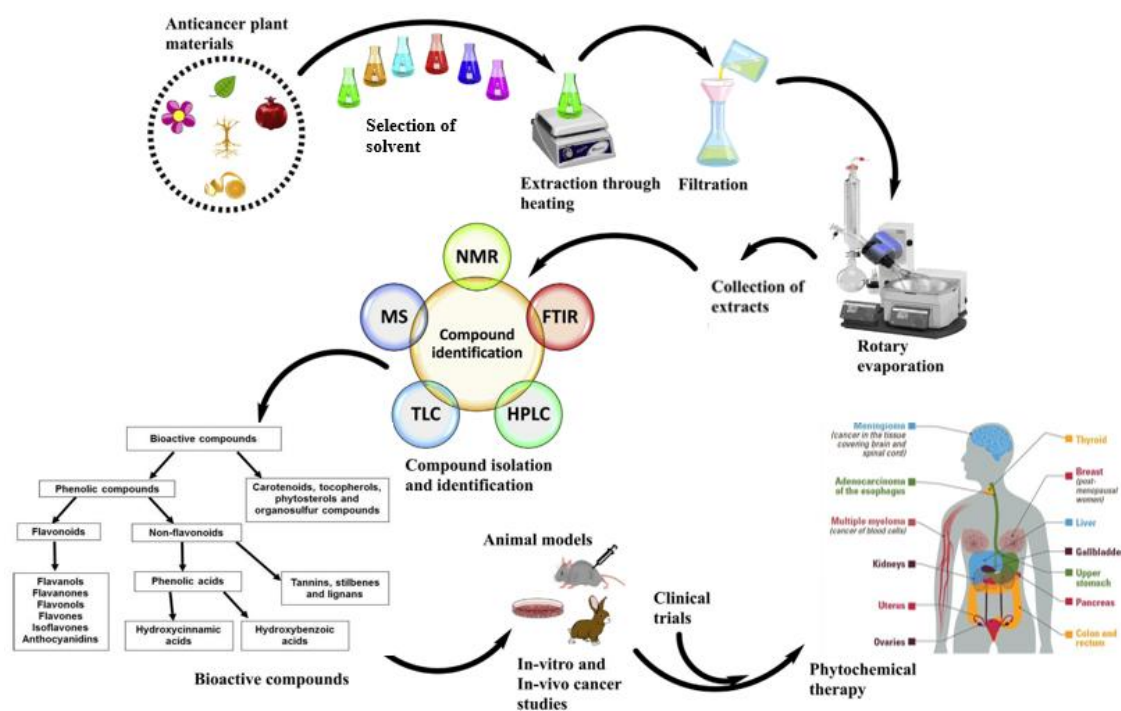 Anticancer plant
materials
Selection of
solvent
Extraction through
heating
Filtration
Rotary
evaporation
Collection of
extracts
NMR
MS
FTIR
Compound
identification
TLC
HPLC
Compound isolation
and identification
Bioactive compounds
Phenolic compounds
Carotenoids, tocopherols,
phytosterols and
organosulfur compounds
Flavonoids
Non-flavonoids
Flavanols
Flavanones
Flavonols
Flavones
Isoflavones
Anthocyanidins
Phenolic acids
Tannins, stilbenes
and lignans
Hydroxycinnamic
acids
Hydroxybenzoic
acids
Bioactive compounds
Animal models
In-vitro and
In-vivo cancer
studies
Clinical
trials
Phytochemical
therapy
Meningioma
(cancer in the tissue
covering brain and
spinal cord)
Adenocarcinoma
of the esophagus
Multiple myeloma
(cancer of blood cells)
Kidneys
Uterus
Ovaries
Thyroid
Breast
(post-
menopausal
women)
Liver
Gallbladder
Upper
stomach
Pancreas
Colon and
rectum